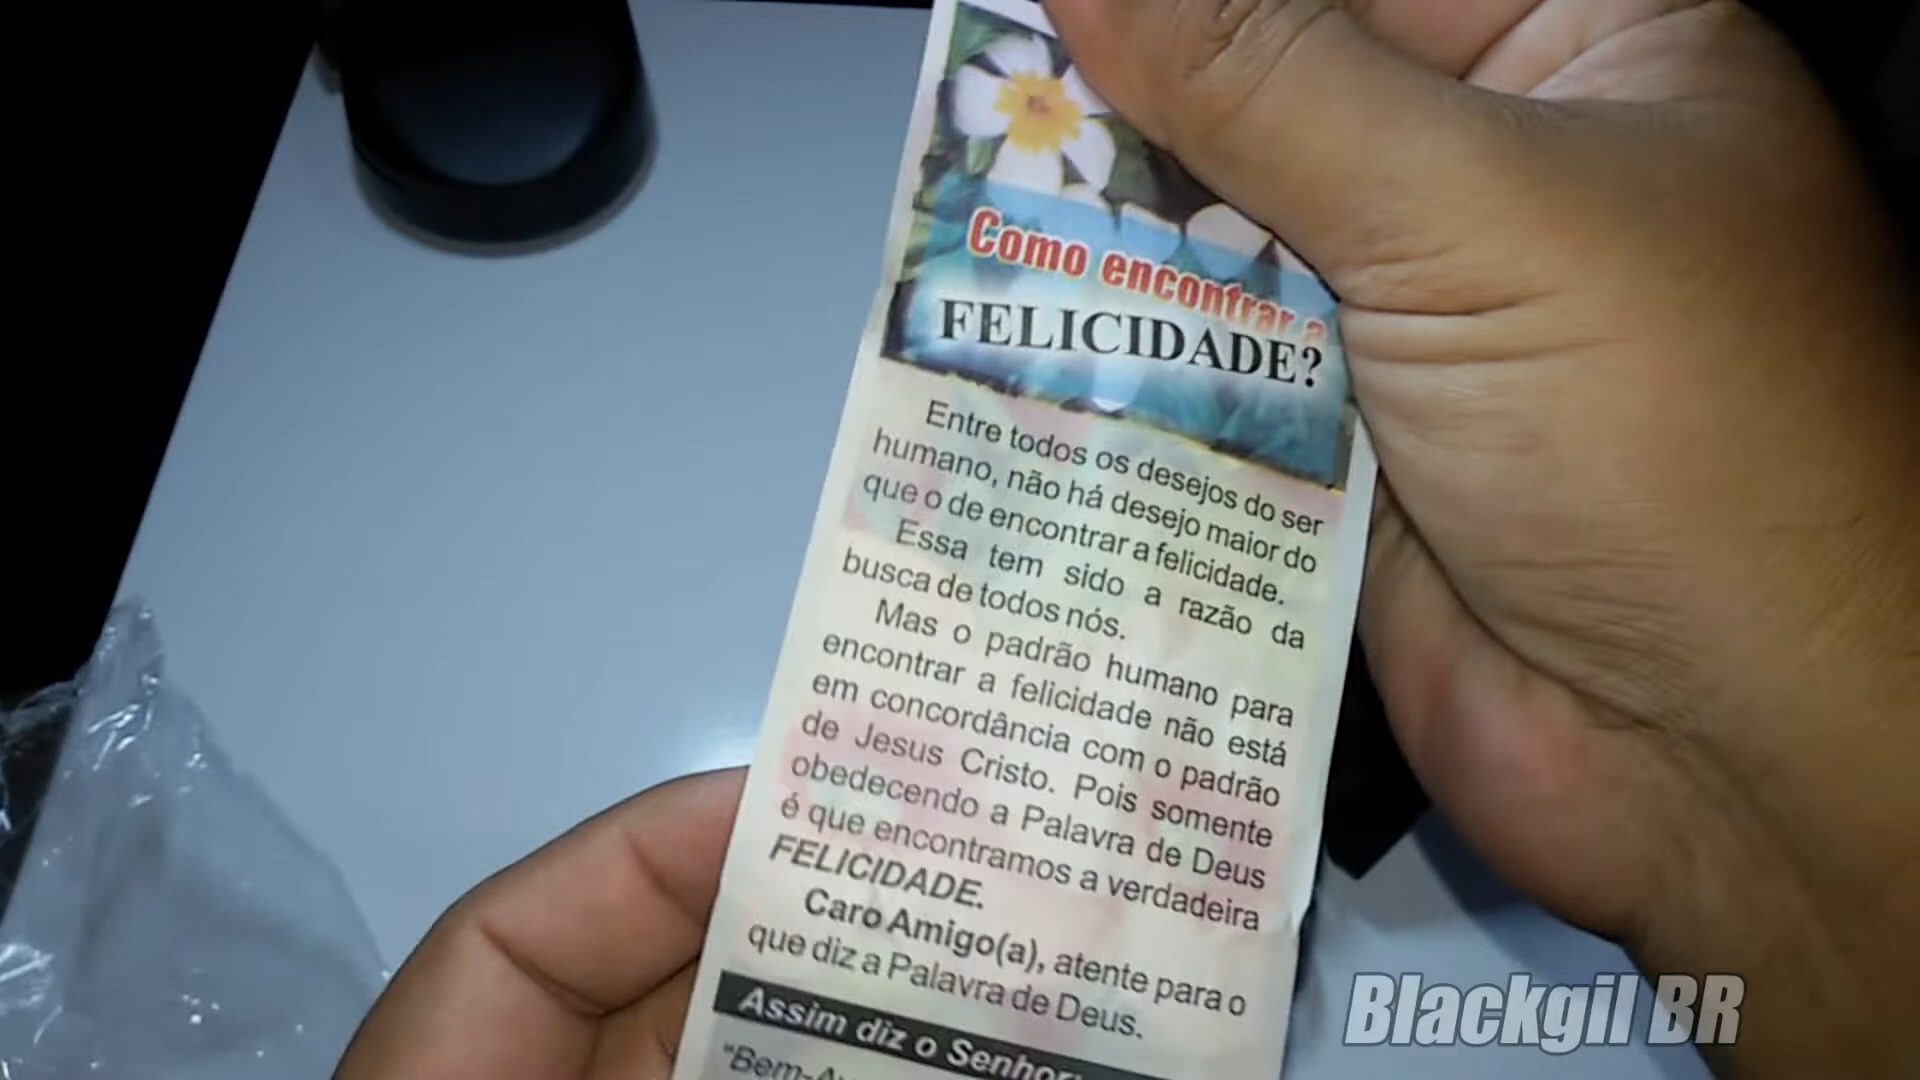 Como encontrar a
FELICIDADE?
Entre todos os desejos do ser
humano, não há desejo maior do
que o de encontrar a felicidade.
Essa tem sido a razão da
busca de todos nós.
Mas o padrão humano para
encontrar a felicidade não está
em concordância com o padrão
de Jesus Cristo. Pois somente
obedecendo a Palavra de Deus
é que encontramos a verdadeira
FELICIDADE.
Caro Amigo(a), atente para o
que diz a Palavra de Deus.
Assim diz o Senhor
Blackgil BR